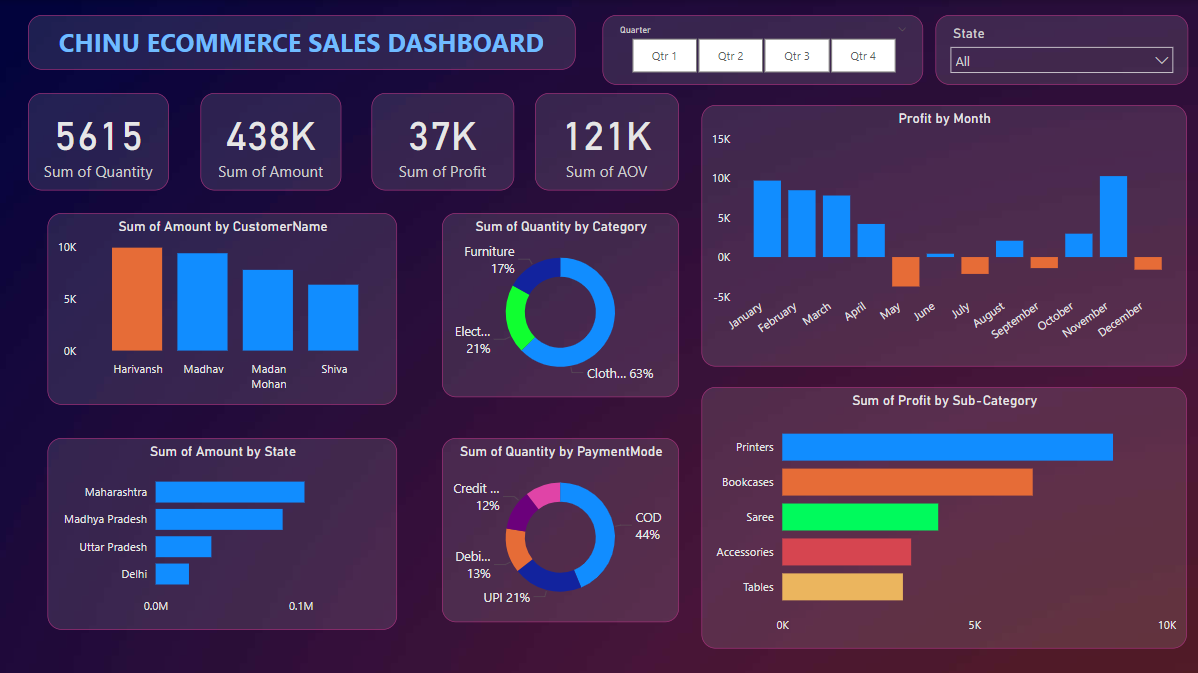 CHINU ECOMMERCE SALES DASHBOARD
Quarter
Qtr 1
Qtr 2
Qtr 3
Qtr 4
State
All
5615
Sum of Quantity
438K
Sum of Amount
37K
Sum of Profit
121K
Sum of AOV
Profit by Month
15K
10K
5K
0K
-5K
January
February
March
April
May
June
July
August
September
October
November
December
Sum of Amount by CustomerName
10K
5K
0K
Harivansh
Madhav
Madan
Mohan
Shiva
Sum of Quantity by Category
Furniture
17%
Elect...
21%
Cloth... 63%
Sum of Profit by Sub-Category
Printers
Bookcases
Saree
Accessories
Tables
0K
5K
10K
Sum of Amount by State
Maharashtra
Madhya Pradesh
Uttar Pradesh
Delhi
0.0M
0.1M
Sum of Quantity by PaymentMode
Credit ...
12%
COD
44%
Debi...
13%
UPI 21%